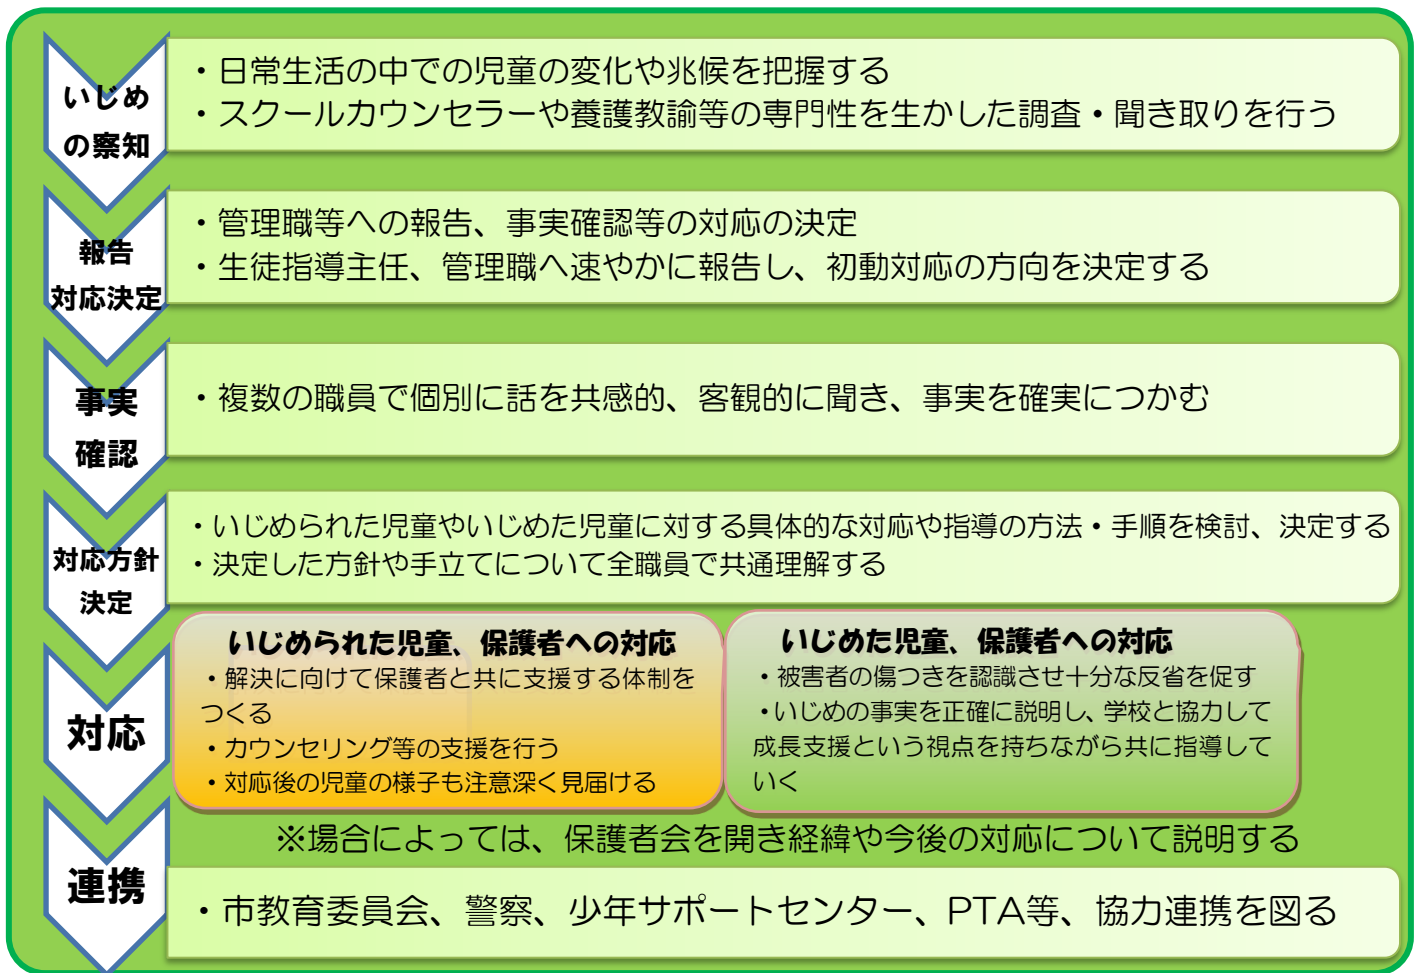 いじめ
の察知
・日常生活の中での児童の変化や兆候を把握する
・スクールカウンセラーや養護教諭等の専門性を生かした調査・聞き取りを行う
報告
対応決定
・管理職等への報告、事実確認等の対応の決定
・生徒指導主任、管理職へ速やかに報告し、初動対応の方向を決定する
事実
確認
・複数の職員で個別に話を共感的、客観的に聞き、事実を確実につかむ
対応方針
決定
・いじめられた児童やいじめた児童に対する具体的な対応や指導の方法・手順を検討、決定する
・決定した方針や手立てについて全職員で共通理解する
対応
いじめられた児童、保護者への対応
・解決に向けて保護者と共に支援する体制を
つくる
・カウンセリング等の支援を行う
・対応後の児童の様子も注意深く見届ける
いじめた児童、保護者への対応
・被害者の傷つきを認識させ十分な反省を促す
・いじめの事実を正確に説明し、学校と協力して
成長支援という視点を持ちながら共に指導して
いく
※場合によっては、保護者会を開き経緯や今後の対応について説明する
連携
・市教育委員会、警察、少年サポートセンター、PTA等、協力連携を図る